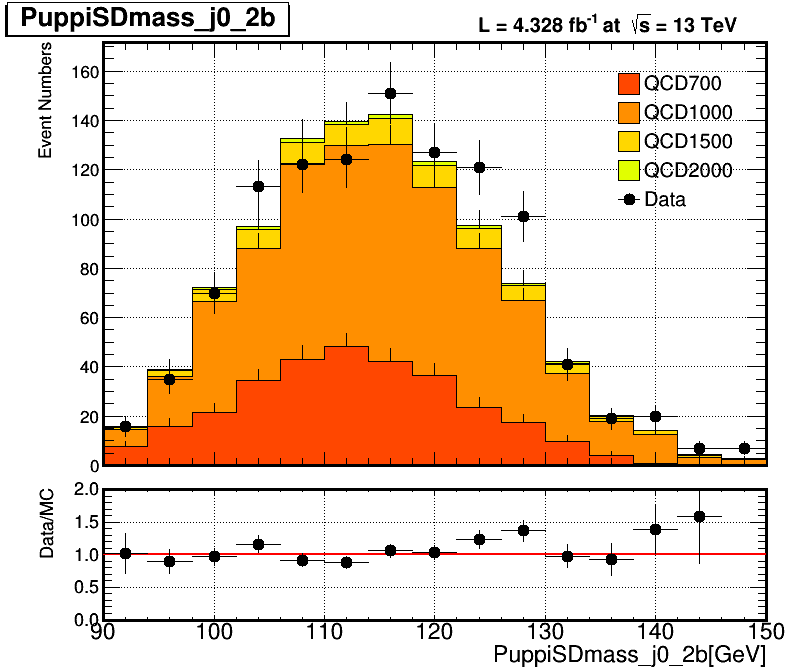 PuppiSDmass_j0_2b
L = 4.328 fb⁻¹ at √s = 13 TeV
Event Numbers
160
140
120
100
80
60
40
20
0
QCD700
QCD1000
QCD1500
QCD2000
Data
Data/MC
2.0
1.5
1.0
0.5
0.0
90 100 110 120 130 140 150
PuppiSDmass_j0_2b[GeV]